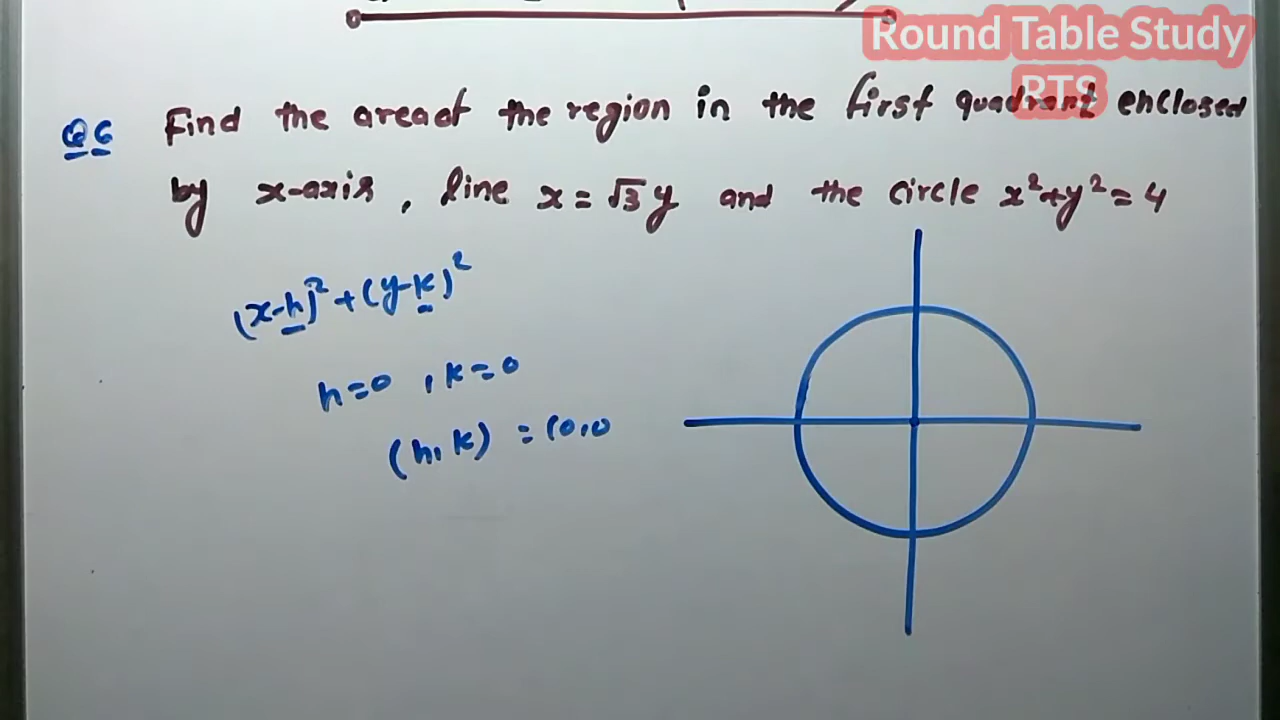 Round Table Study
RTS
Q6 Find the area of the region in the first quadrant enclosed
by x-axis, line x = √3 y and the circle x² + y² = 4
(x-h)² + (y-k)²
h=0 , k=0
(h, k) = (0,0